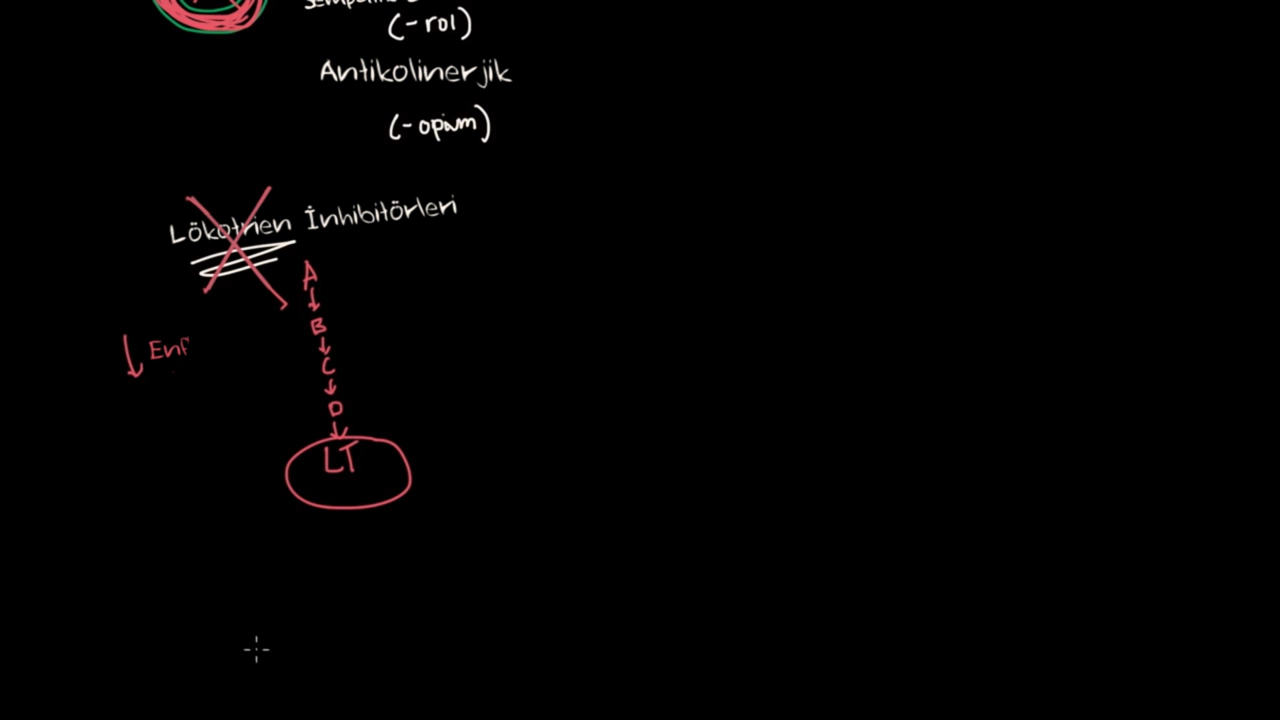 (-rol)
Antikolinerjik
(-opium)
Lökotrien İnhibitörleri
A
B
C
↓ Enf
D
LT